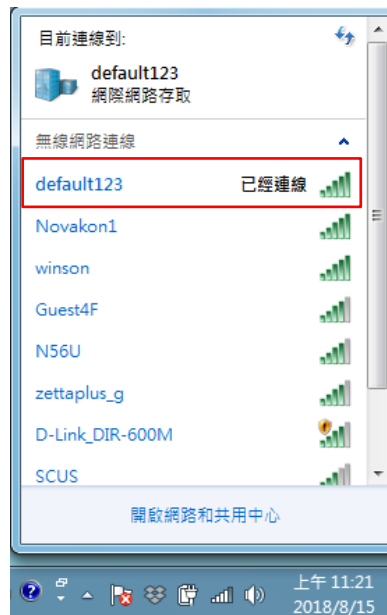 目前連線到:
default123
網際網路存取
無線網路連線
default123 已經連線
Novakon1
winson
Guest4F
N56U
zettaplus_g
D-Link_DIR-600M
SCUS
開啟網路和共用中心
上午 11:21
2018/8/15